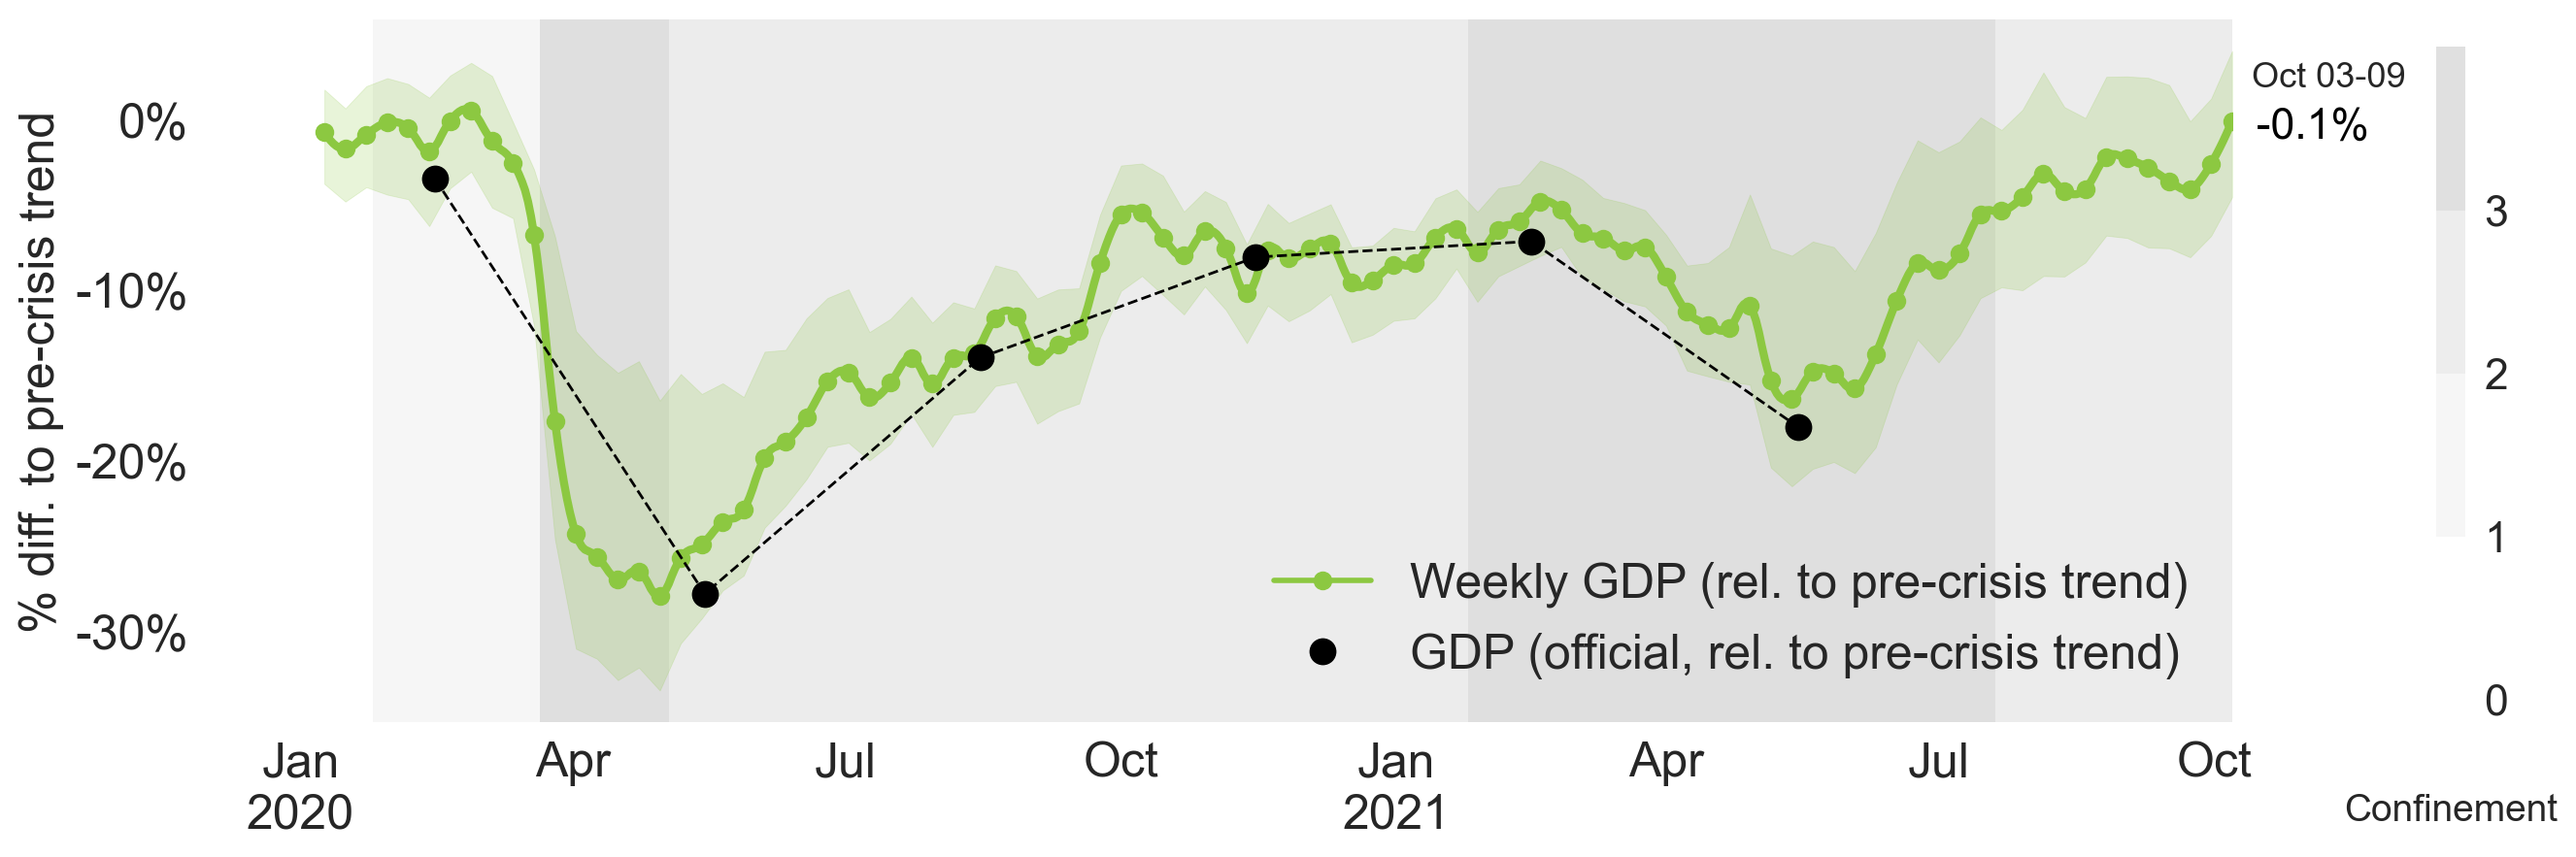 % diff. to pre-crisis trend
0%
-10%
-20%
-30%
Oct 03-09
-0.1%
Weekly GDP (rel. to pre-crisis trend)
GDP (official, rel. to pre-crisis trend)
3
2
1
0
Confinement
Jan Apr Jul Oct Jan Apr Jul Oct
2020 2021